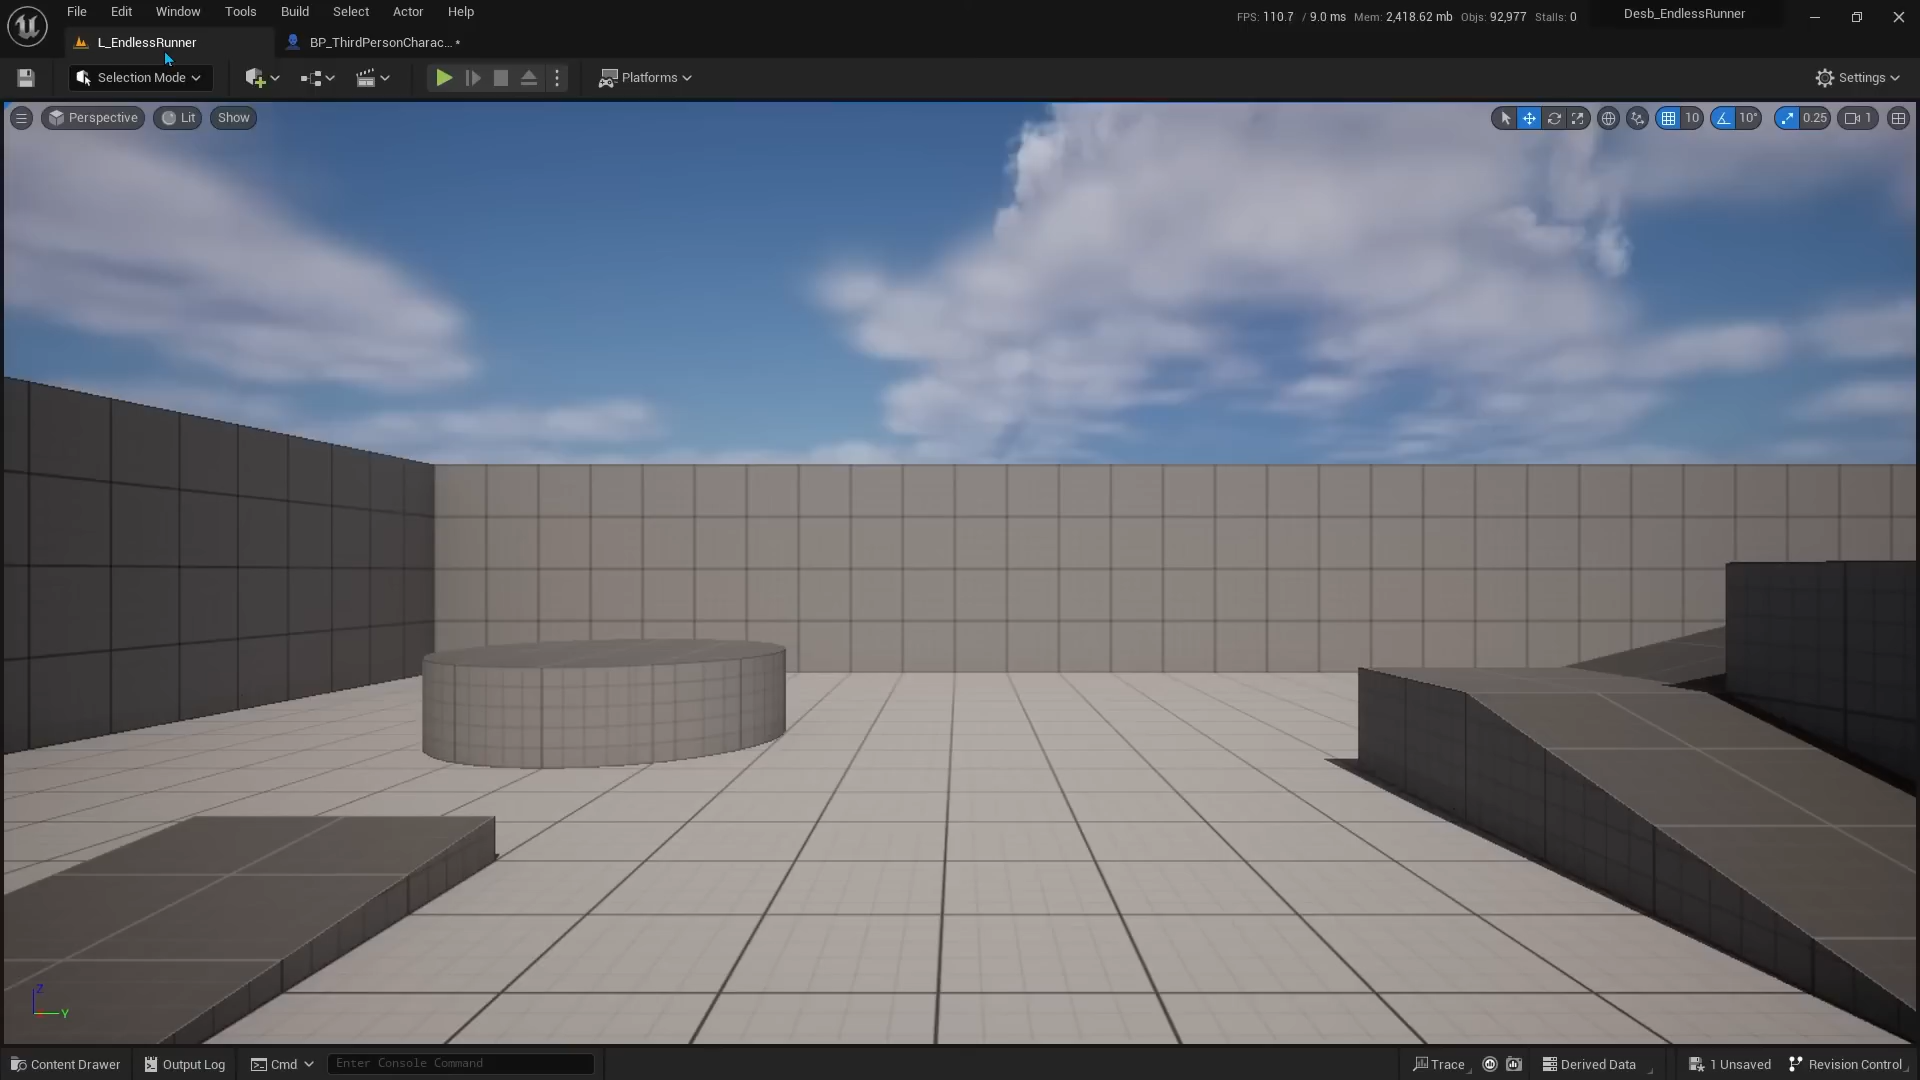 File Edit Window Tools Build Select Actor Help
FPS: 110.7 / 9.0 ms Mem: 2,418.62 mb Objs: 92,977 Stalls: 0
Desb_EndlessRunner
L_EndlessRunner
BP_ThirdPersonCharac... *
Selection Mode
Platforms
Settings
Perspective
Lit
Show
10
10°
0.25
1
Z
Y
Content Drawer
Output Log
Cmd
Enter Console Command
Trace
Derived Data
1 Unsaved
Revision Control